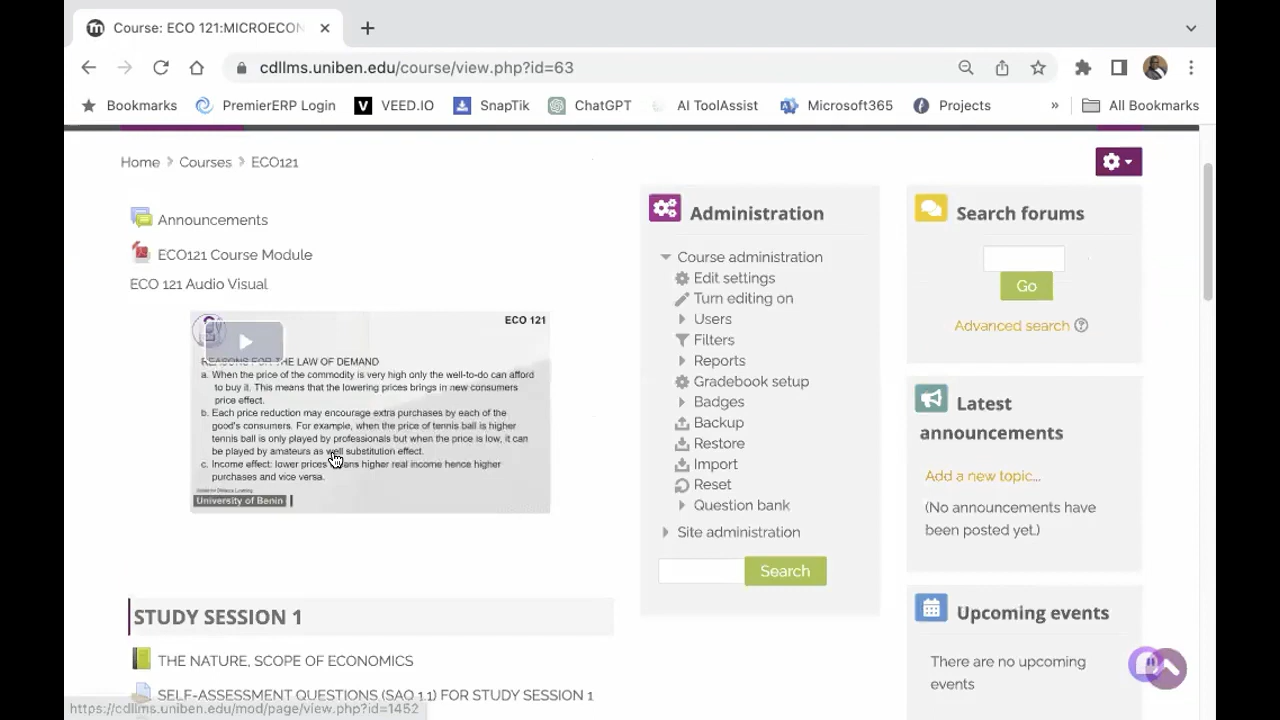 Course: ECO 121:MICROECON
cdllms.uniben.edu/course/view.php?id=63
Bookmarks PremierERP Login VEED.IO SnapTik ChatGPT AI ToolAssist Microsoft365 Projects » All Bookmarks
Home Courses ECO121
Announcements
ECO121 Course Module
ECO 121 Audio Visual
ECO 121
REASONS FOR THE LAW OF DEMAND
a. When the price of the commodity is very high only the well-to-do can afford
to buy it. This means that the lowering prices brings in new consumers
price effect.
b. Each price reduction may encourage extra purchases by each of the
good's consumers. For example, when the price of tennis ball is higher
tennis ball is only played by professionals but when the price is low, it can
be played by amateurs as well substitution effect.
c. Income effect: lower prices means higher real income hence higher
purchases and vice versa.
University of Benin
STUDY SESSION 1
THE NATURE, SCOPE OF ECONOMICS
SELF-ASSESSMENT QUESTIONS (SAQ 1.1) FOR STUDY SESSION 1
https://cdllms.uniben.edu/mod/page/view.php?id=1452
Administration
Course administration
Edit settings
Turn editing on
Users
Filters
Reports
Gradebook setup
Badges
Backup
Restore
Import
Reset
Question bank
Site administration
Search
Search forums
Go
Advanced search
Latest
announcements
Add a new topic...
(No announcements have
been posted yet.)
Upcoming events
There are no upcoming
events